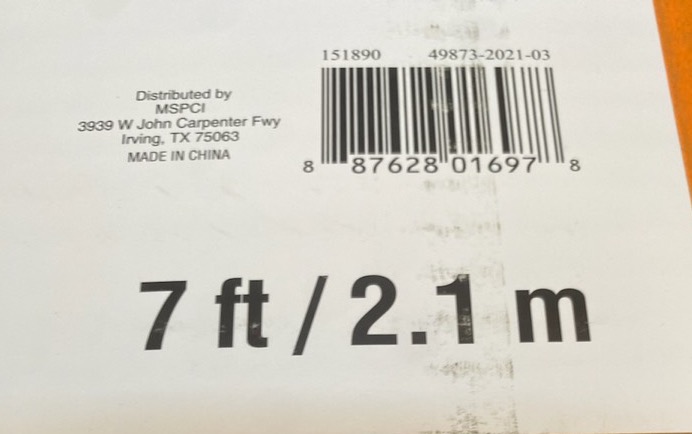 151890 49873-2021-03
Distributed by
MSPCI
3939 W John Carpenter Fwy
Irving, TX 75063
MADE IN CHINA
8 87628 01697 8
7 ft / 2.1 m